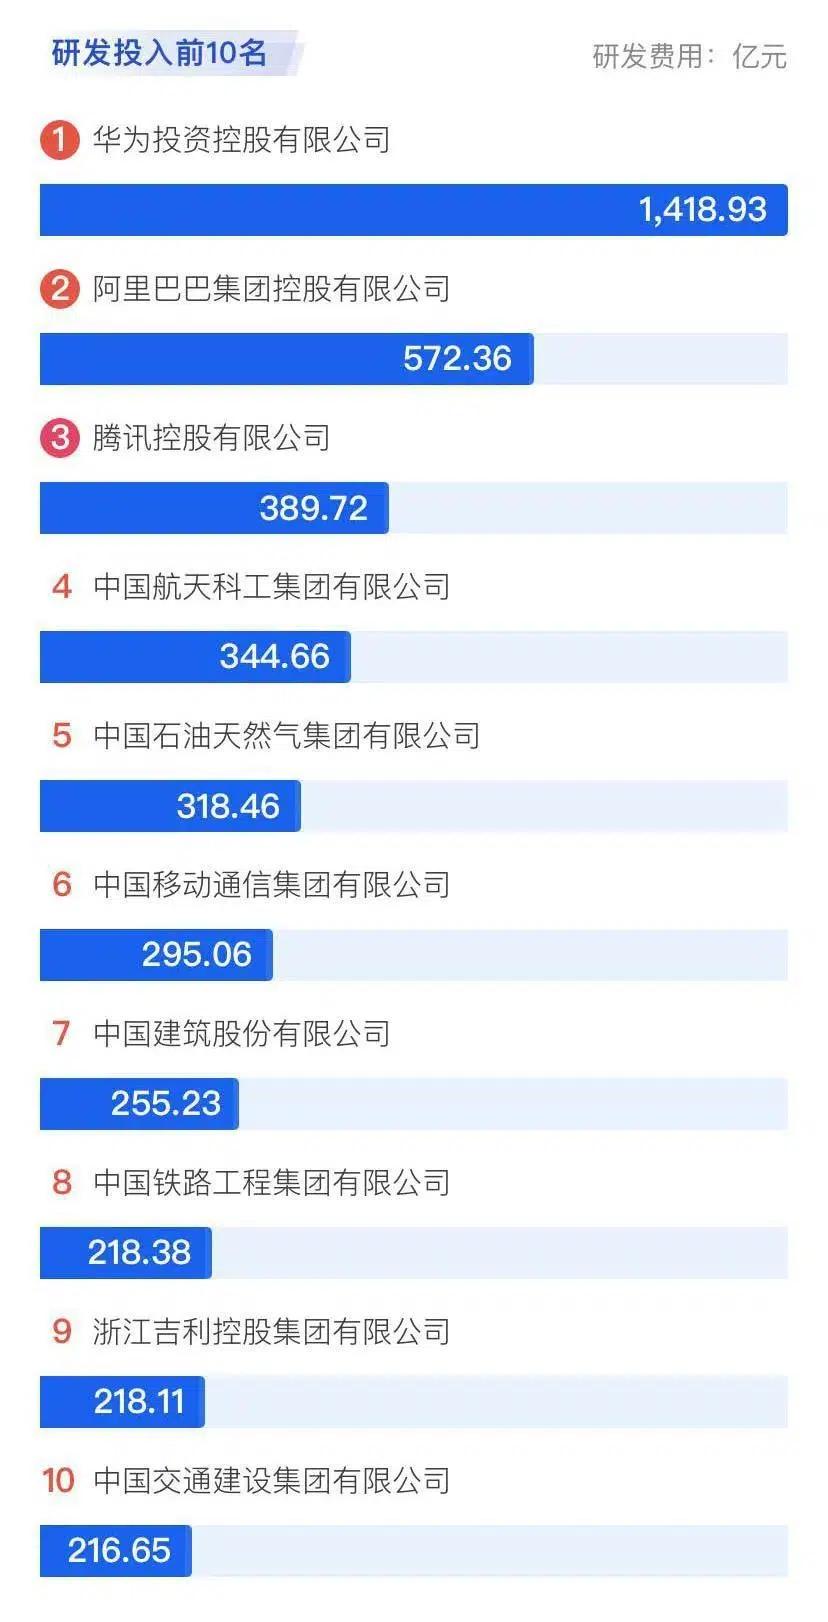 研发投入前10名
研发费用：亿元
1 华为投资控股有限公司
1,418.93
2 阿里巴巴集团控股有限公司
572.36
3 腾讯控股有限公司
389.72
4 中国航天科工集团有限公司
344.66
5 中国石油天然气集团有限公司
318.46
6 中国移动通信集团有限公司
295.06
7 中国建筑股份有限公司
255.23
8 中国铁路工程集团有限公司
218.38
9 浙江吉利控股集团有限公司
218.11
10 中国交通建设集团有限公司
216.65